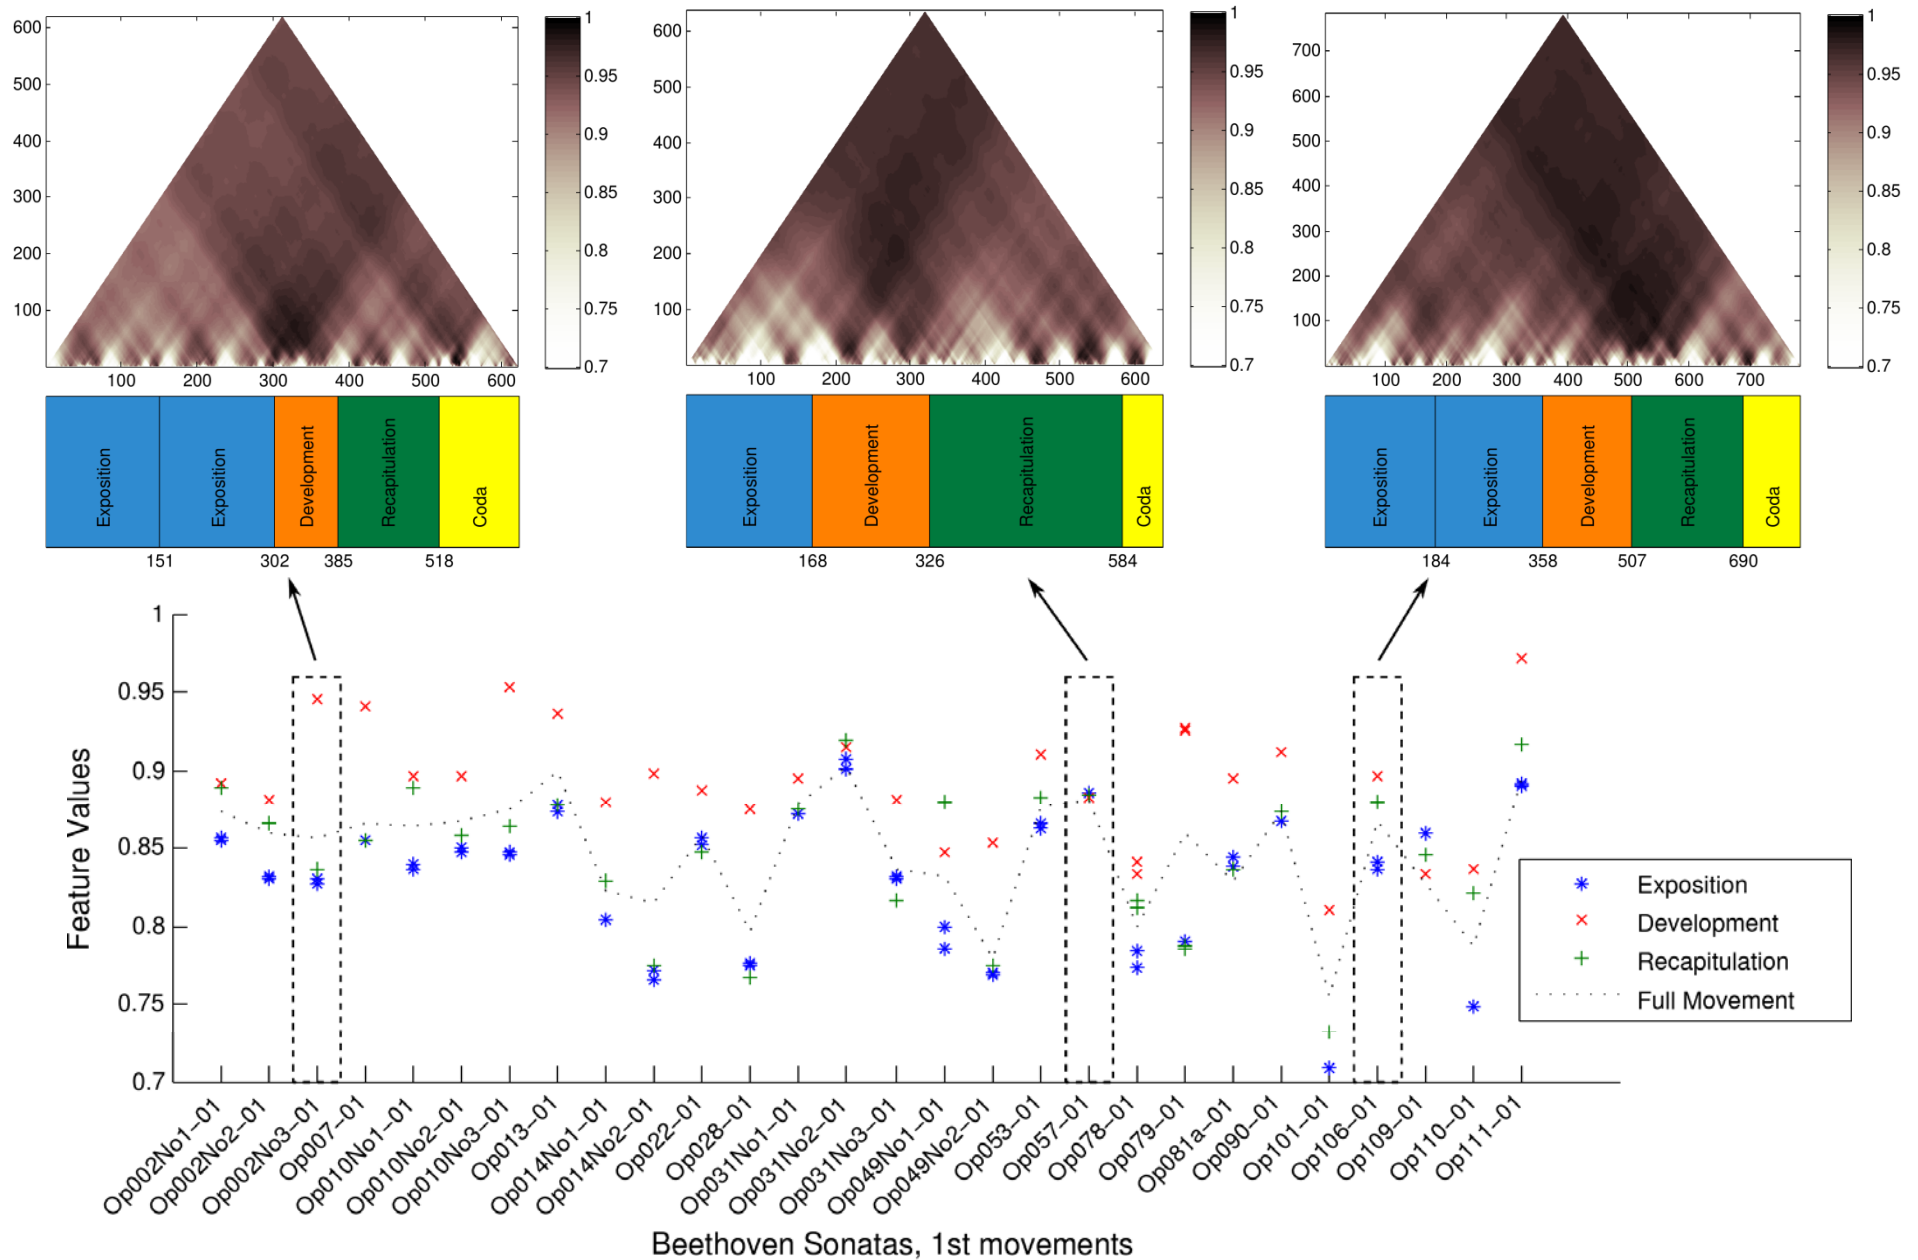 600
500
400
300
200
100
100 200 300 400 500 600
1
0.95
0.9
0.85
0.8
0.75
0.7
600
500
400
300
200
100
100 200 300 400 500 600
1
0.95
0.9
0.85
0.8
0.75
0.7
700
600
500
400
300
200
100
100 200 300 400 500 600 700
1
0.95
0.9
0.85
0.8
0.75
0.7
Exposition
Exposition
Development
Recapitulation
Coda
151 302 385 518
Exposition
Development
Recapitulation
Coda
168 326 584
Exposition
Exposition
Development
Recapitulation
Coda
184 358 507 690
Feature Values
1
0.95
0.9
0.85
0.8
0.75
0.7
Exposition
Development
Recapitulation
Full Movement
Op002No1-01
Op002No2-01
Op002No3-01
Op007-01
Op010No1-01
Op010No2-01
Op010No3-01
Op013-01
Op014No1-01
Op014No2-01
Op022-01
Op028-01
Op031No1-01
Op031No2-01
Op031No3-01
Op049No1-01
Op049No2-01
Op053-01
Op057-01
Op078-01
Op079-01
Op081a-01
Op090-01
Op101-01
Op106-01
Op109-01
Op110-01
Op111-01
Beethoven Sonatas, 1st movements